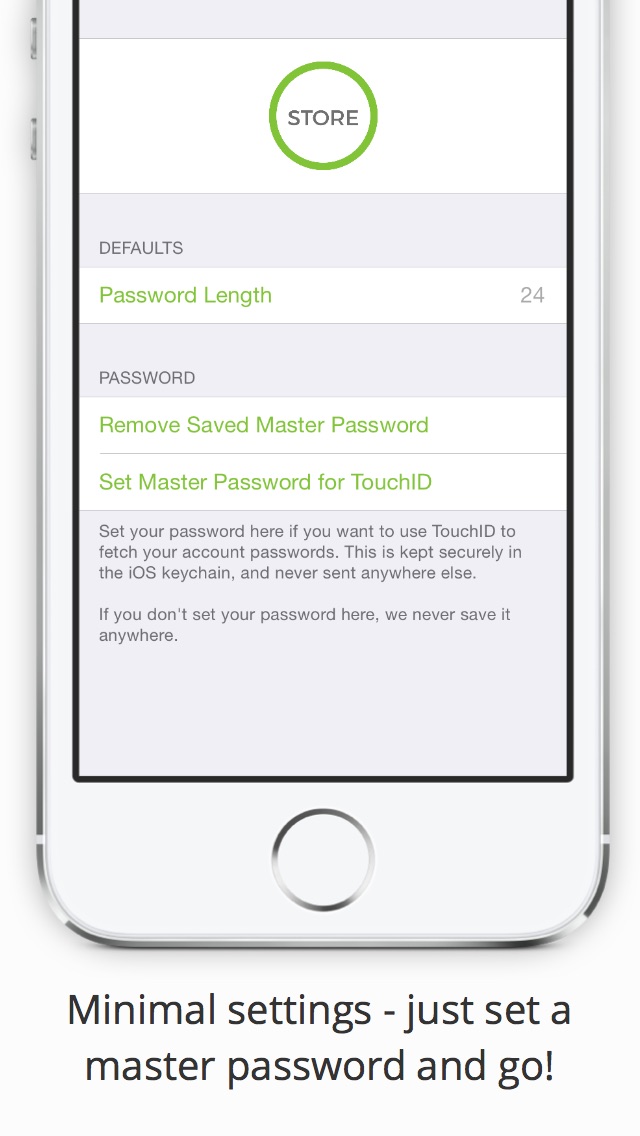 STORE
DEFAULTS
Password Length 24
PASSWORD
Remove Saved Master Password
Set Master Password for TouchID
Set your password here if you want to use TouchID to
fetch your account passwords. This is kept securely in
the iOS keychain, and never sent anywhere else.
If you don't set your password here, we never save it
anywhere.
Minimal settings - just set a
master password and go!